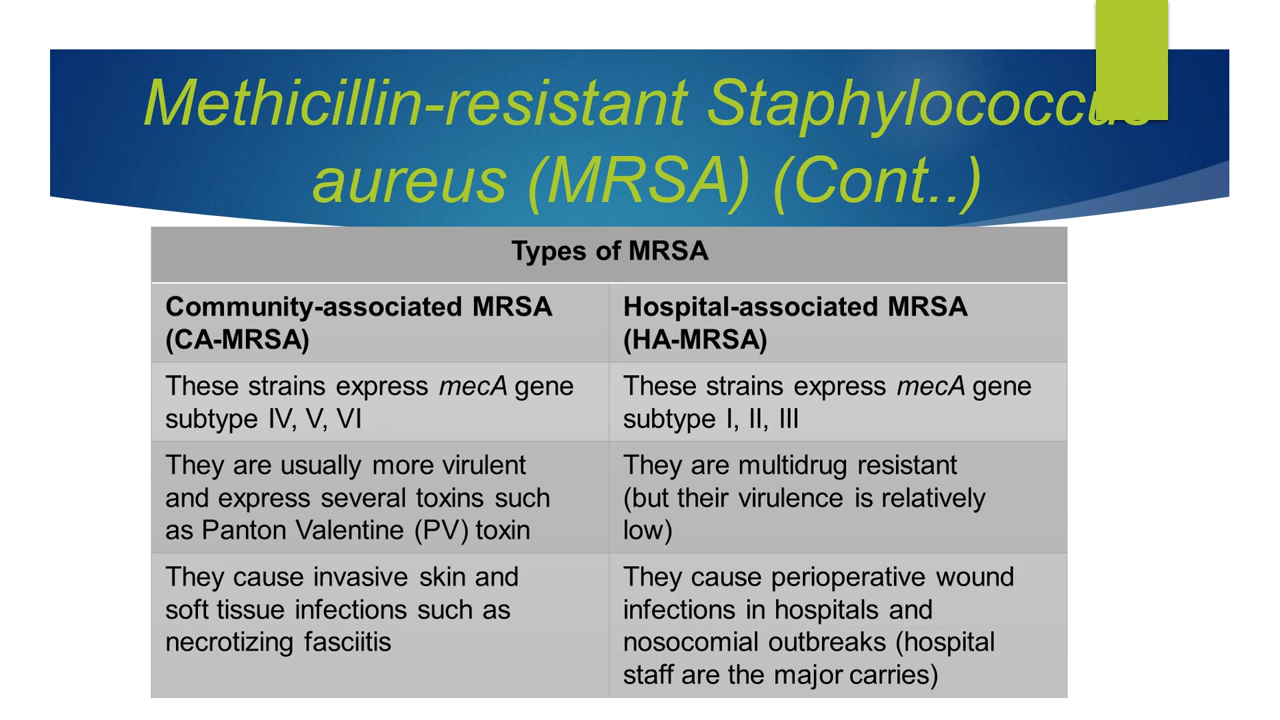 Methicillin-resistant Staphylococcus
aureus (MRSA) (Cont..)
Types of MRSA
Community-associated MRSA
(CA-MRSA)
Hospital-associated MRSA
(HA-MRSA)
These strains express mecA gene
subtype IV, V, VI
These strains express mecA gene
subtype I, II, III
They are usually more virulent
and express several toxins such
as Panton Valentine (PV) toxin
They are multidrug resistant
(but their virulence is relatively
low)
They cause invasive skin and
soft tissue infections such as
necrotizing fasciitis
They cause perioperative wound
infections in hospitals and
nosocomial outbreaks (hospital
staff are the major carries)